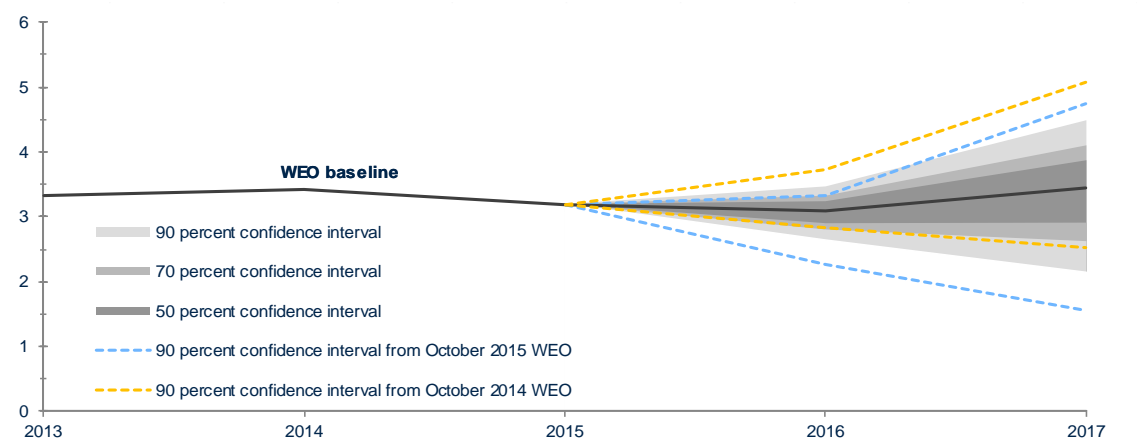 6
5
4
WEO baseline
3
90 percent confidence interval
70 percent confidence interval
2
50 percent confidence interval
1
90 percent confidence interval from October 2015 WEO
90 percent confidence interval from October 2014 WEO
0
2013 2014 2015 2016 2017